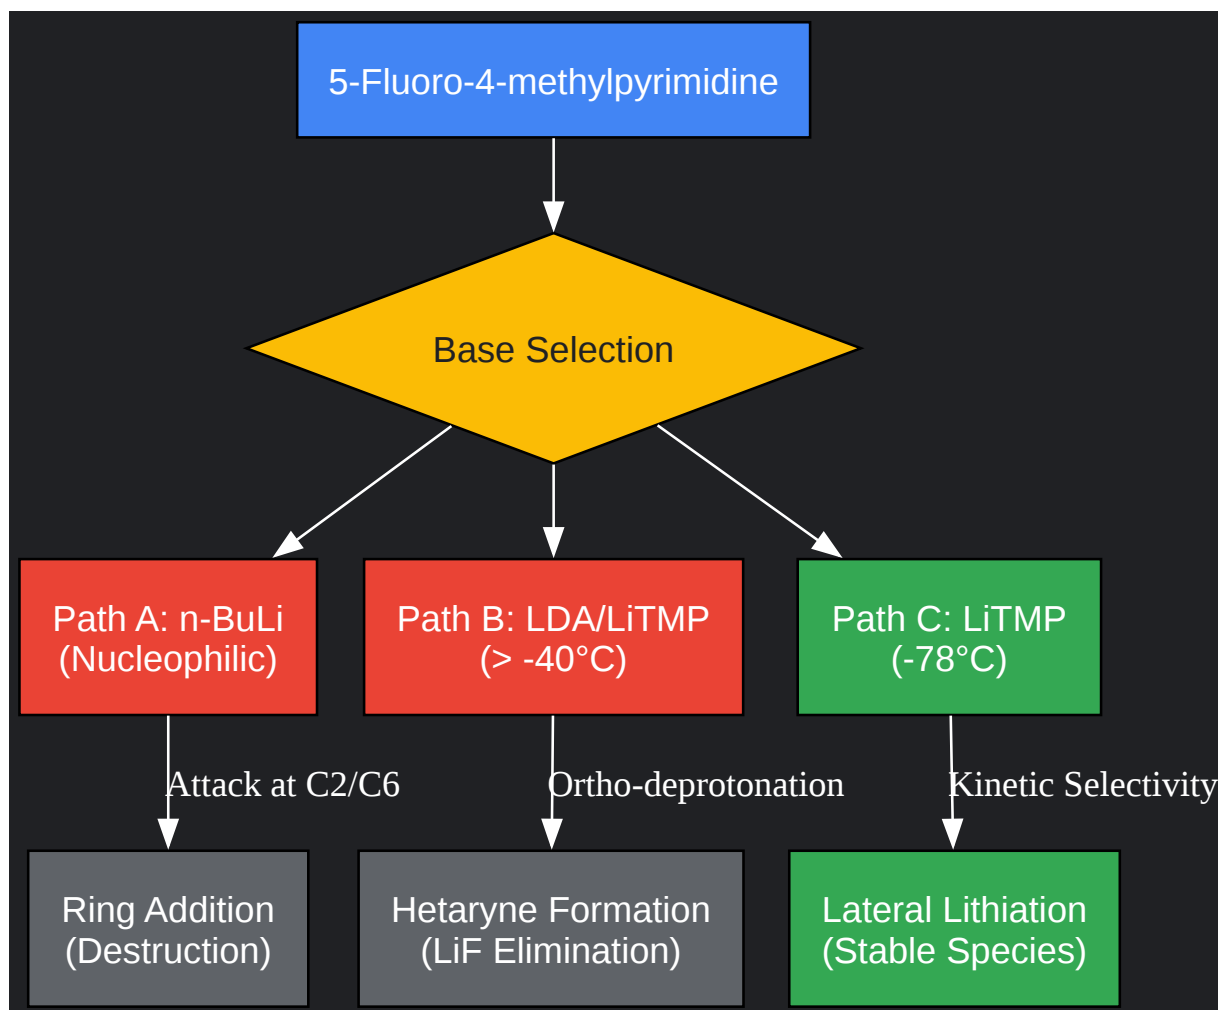 5-Fluoro-4-methylpyrimidine
Base Selection
Path A: n-BuLi
(Nucleophilic)
Path B: LDA/LiTMP
(> -40°C)
Path C: LiTMP
(-78°C)
Attack at C2/C6
Ortho-deprotonation
Kinetic Selectivity
Ring Addition
(Destruction)
Hetaryne Formation
(LiF Elimination)
Lateral Lithiation
(Stable Species)